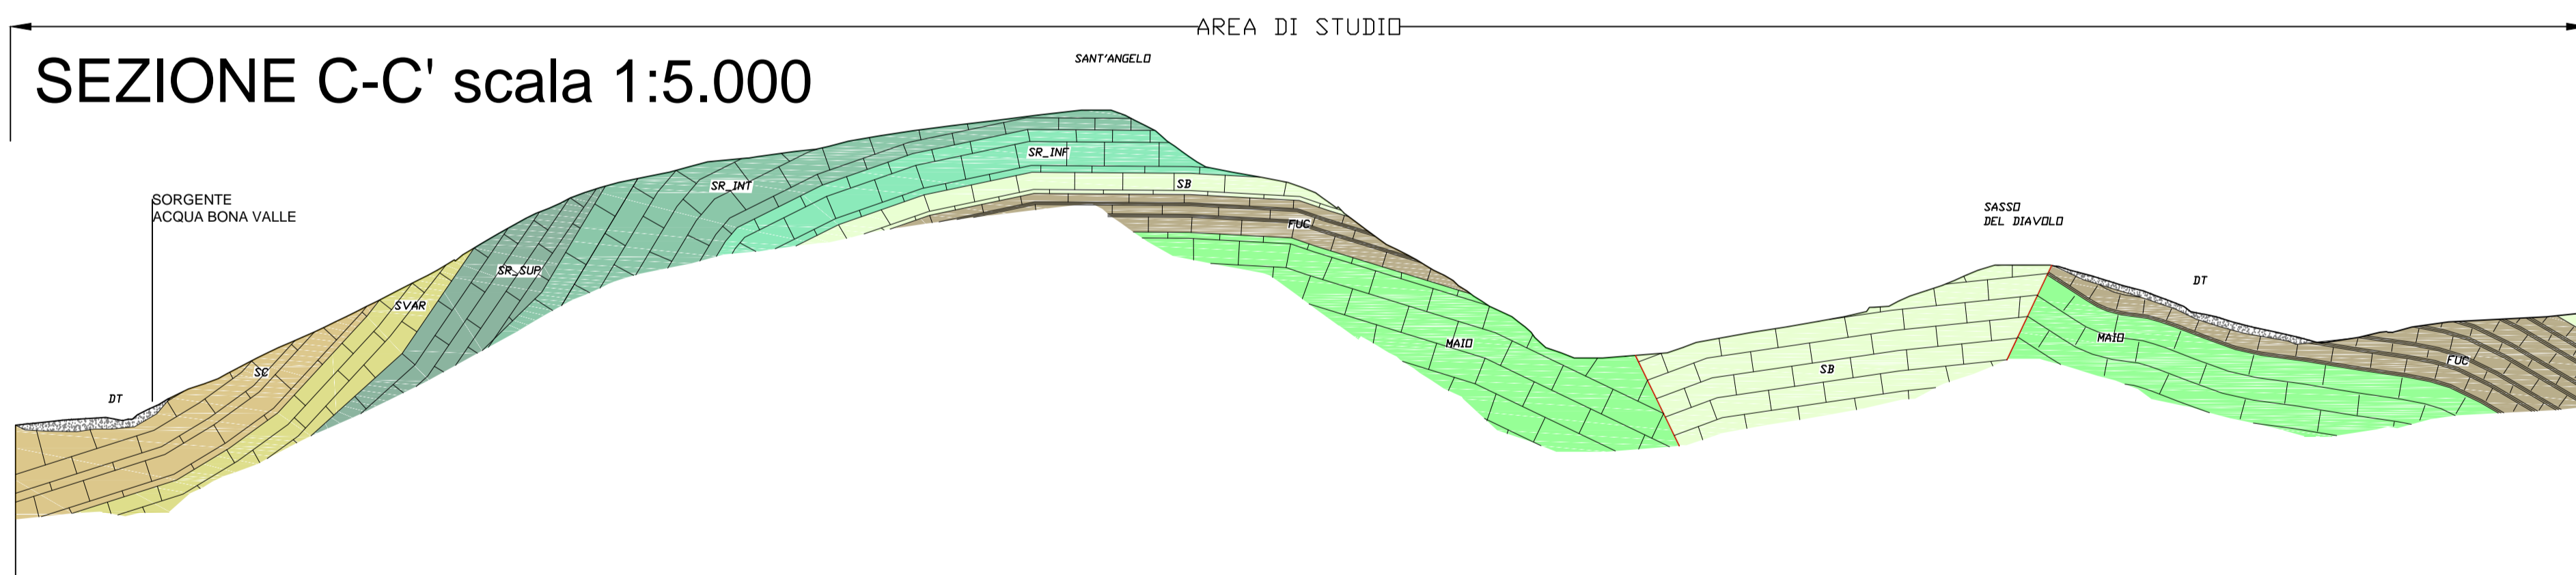 AREA DI STUDIO
SEZIONE C-C' scala 1:5.000
SANT'ANGELO
SR_INF
SR_INT
SB
SORGENTE
ACQUA BONA VALLE
SASSO
DEL DIAVOLO
FUC
SR_SUP
DT
SVAR
MAIO
MAIO
FUC
SC
SB
DT